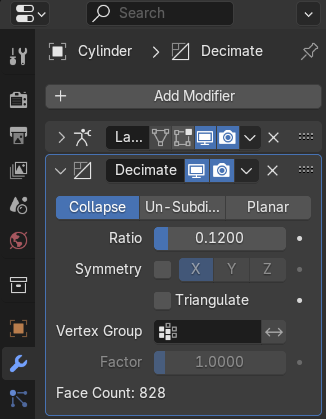 Search
Cylinder > Decimate
+ Add Modifier
La...
Decimate
Collapse Un-Subdi... Planar
Ratio 0.1200
Symmetry X Y Z
Triangulate
Vertex Group
Factor 1.0000
Face Count: 828